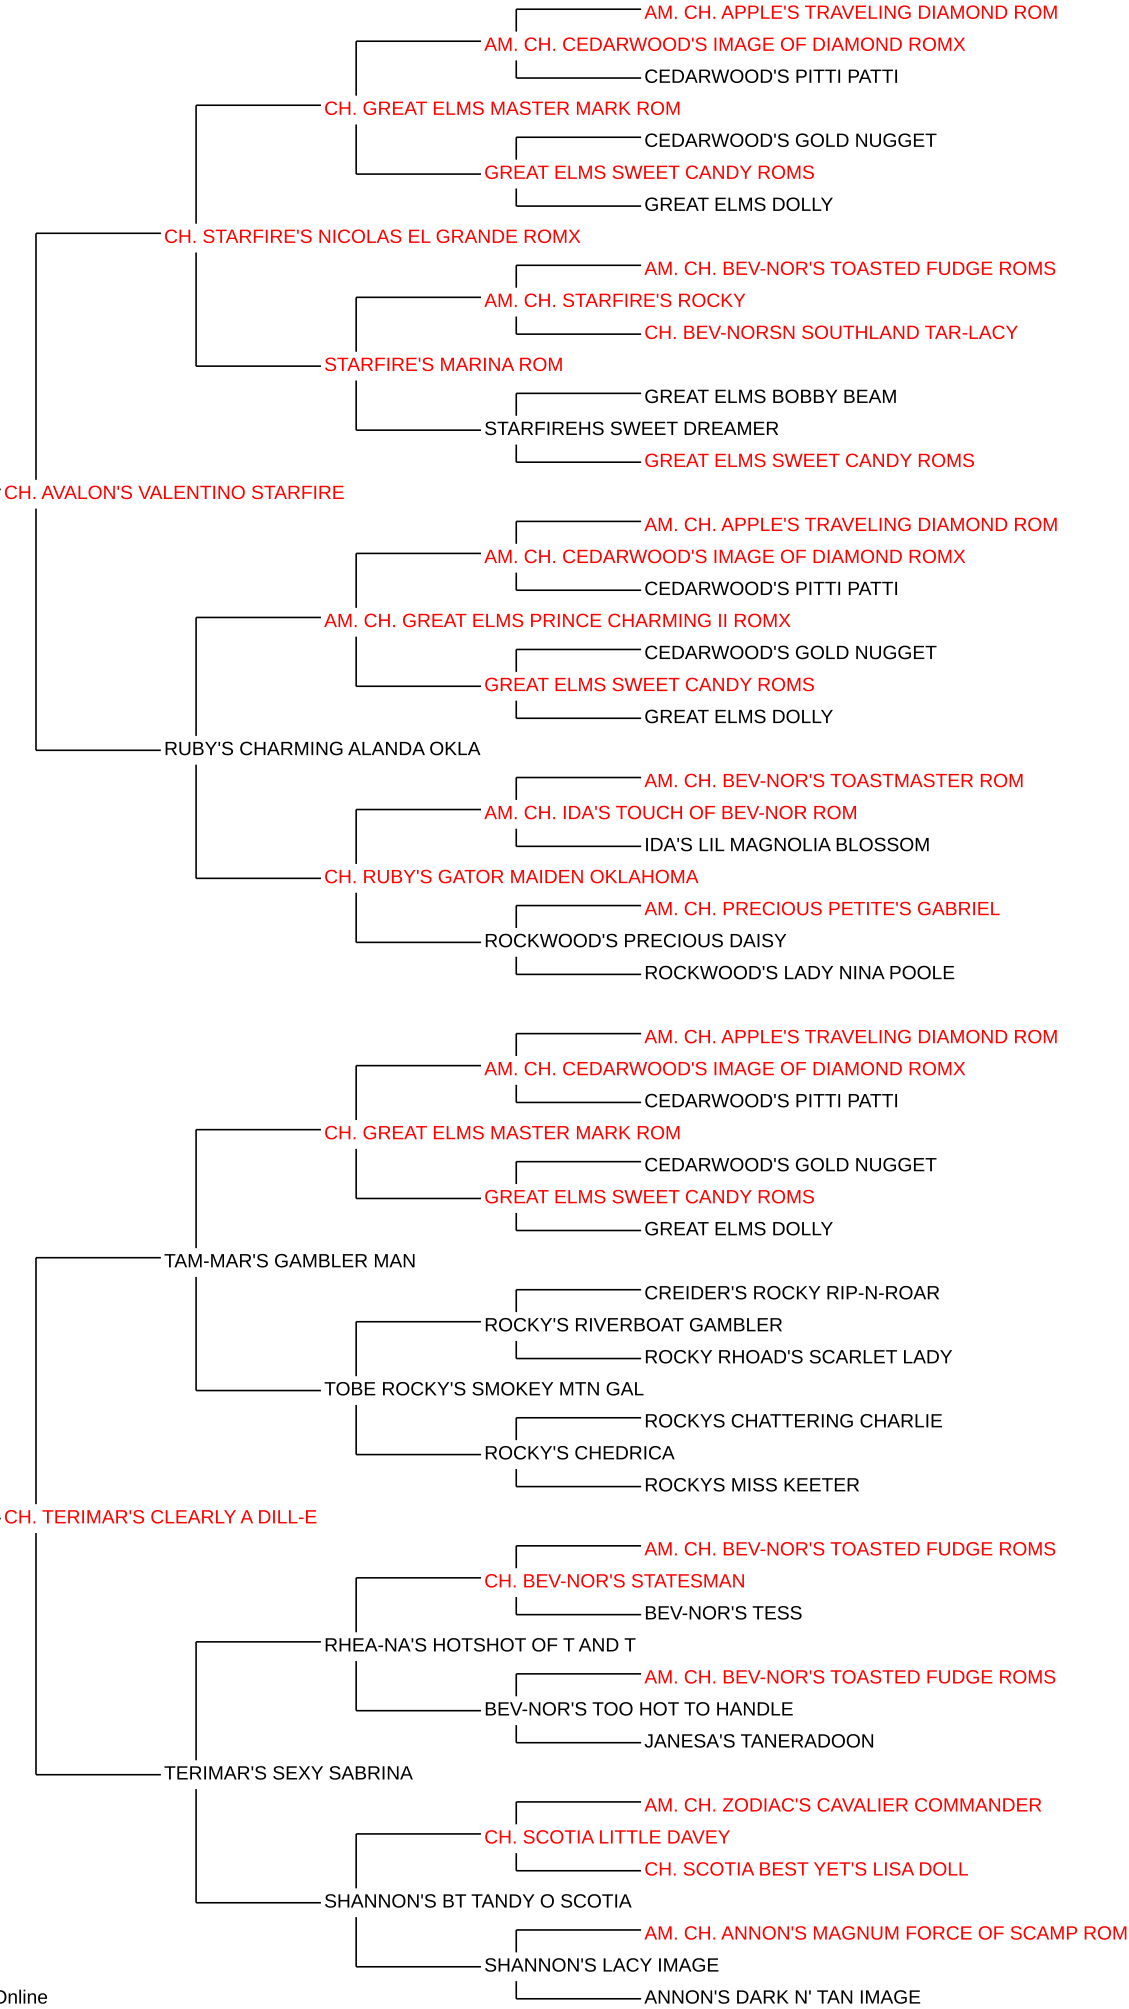 AM. CH. APPLE'S TRAVELING DIAMOND ROM
AM. CH. CEDARWOOD'S IMAGE OF DIAMOND ROMX
CEDARWOOD'S PITTI PATTI
CH. GREAT ELMS MASTER MARK ROM
CEDARWOOD'S GOLD NUGGET
GREAT ELMS SWEET CANDY ROMS
GREAT ELMS DOLLY
CH. STARFIRE'S NICOLAS EL GRANDE ROMX
AM. CH. BEV-NOR'S TOASTED FUDGE ROMS
AM. CH. STARFIRE'S ROCKY
CH. BEV-NORSN SOUTHLAND TAR-LACY
STARFIRE'S MARINA ROM
GREAT ELMS BOBBY BEAM
STARFIREHS SWEET DREAMER
GREAT ELMS SWEET CANDY ROMS
CH. AVALON'S VALENTINO STARFIRE
AM. CH. APPLE'S TRAVELING DIAMOND ROM
AM. CH. CEDARWOOD'S IMAGE OF DIAMOND ROMX
CEDARWOOD'S PITTI PATTI
AM. CH. GREAT ELMS PRINCE CHARMING II ROMX
CEDARWOOD'S GOLD NUGGET
GREAT ELMS SWEET CANDY ROMS
GREAT ELMS DOLLY
RUBY'S CHARMING ALANDA OKLA
AM. CH. BEV-NOR'S TOASTMASTER ROM
AM. CH. IDA'S TOUCH OF BEV-NOR ROM
IDA'S LIL MAGNOLIA BLOSSOM
CH. RUBY'S GATOR MAIDEN OKLAHOMA
AM. CH. PRECIOUS PETITE'S GABRIEL
ROCKWOOD'S PRECIOUS DAISY
ROCKWOOD'S LADY NINA POOLE
AM. CH. APPLE'S TRAVELING DIAMOND ROM
AM. CH. CEDARWOOD'S IMAGE OF DIAMOND ROMX
CEDARWOOD'S PITTI PATTI
CH. GREAT ELMS MASTER MARK ROM
CEDARWOOD'S GOLD NUGGET
GREAT ELMS SWEET CANDY ROMS
GREAT ELMS DOLLY
TAM-MAR'S GAMBLER MAN
CREIDER'S ROCKY RIP-N-ROAR
ROCKY'S RIVERBOAT GAMBLER
ROCKY RHOAD'S SCARLET LADY
TOBE ROCKY'S SMOKEY MTN GAL
ROCKYS CHATTERING CHARLIE
ROCKY'S CHEDRICA
ROCKYS MISS KEETER
CH. TERIMAR'S CLEARLY A DILL-E
AM. CH. BEV-NOR'S TOASTED FUDGE ROMS
CH. BEV-NOR'S STATESMAN
BEV-NOR'S TESS
RHEA-NA'S HOTSHOT OF T AND T
AM. CH. BEV-NOR'S TOASTED FUDGE ROMS
BEV-NOR'S TOO HOT TO HANDLE
JANESA'S TANERADOON
TERIMAR'S SEXY SABRINA
AM. CH. ZODIAC'S CAVALIER COMMANDER
CH. SCOTIA LITTLE DAVEY
CH. SCOTIA BEST YET'S LISA DOLL
SHANNON'S BT TANDY O SCOTIA
AM. CH. ANNON'S MAGNUM FORCE OF SCAMP ROM
SHANNON'S LACY IMAGE
ANNON'S DARK N' TAN IMAGE
Online